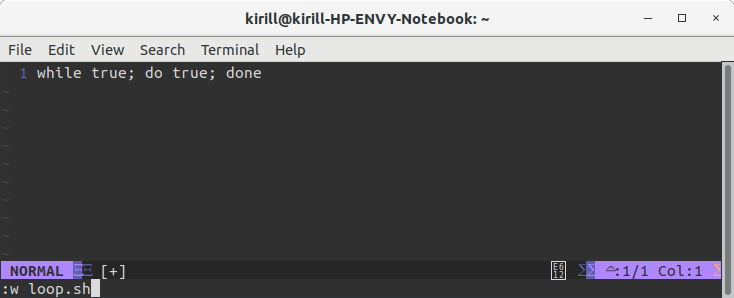 kirill@kirill-HP-ENVY-Notebook: ~
File Edit View Search Terminal Help
1 while true; do true; done
~
~
~
~
~
~
~
~
~
~
NORMAL [+] E612 :1/1 Col:1
:w loop.sh